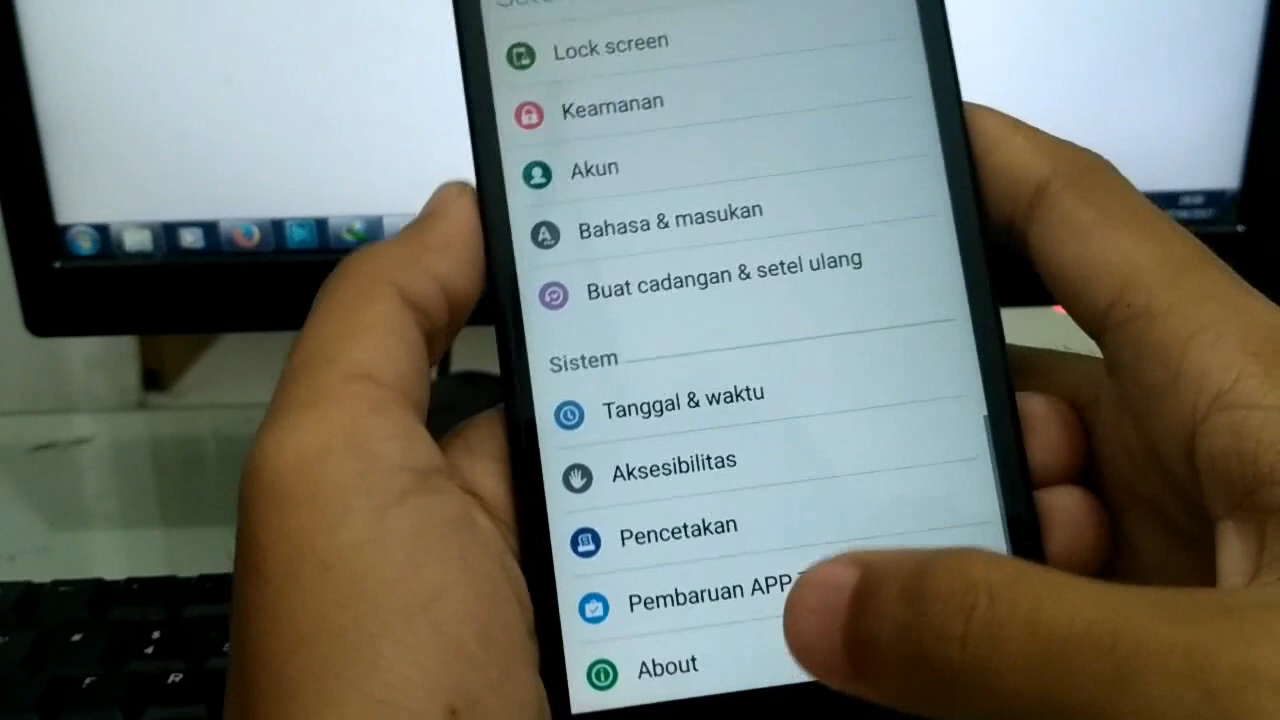 Lock screen
Keamanan
Akun
Bahasa & masukan
Buat cadangan & setel ulang
Sistem
Tanggal & waktu
Aksesibilitas
Pencetakan
Pembaruan APP
About